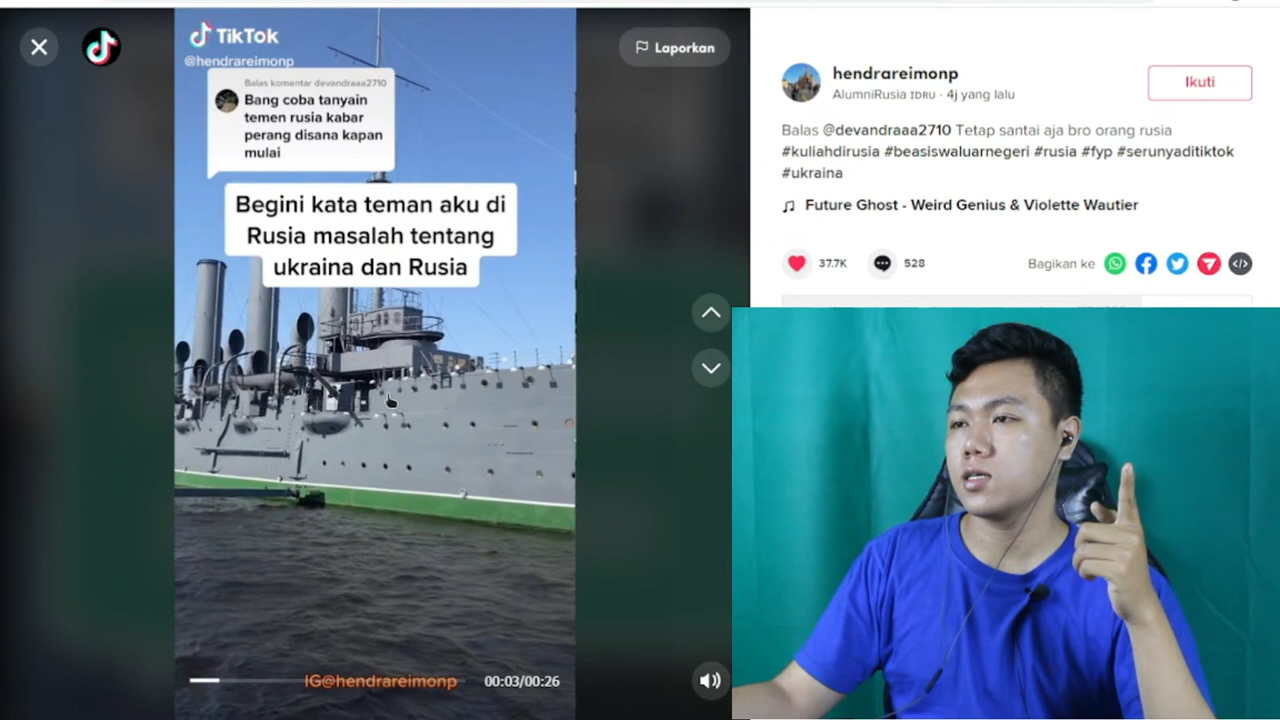 TikTok
@hendrareimonp
Balas komentar devandraaa2710
Bang coba tanyain
temen rusia kabar
perang disana kapan
mulai
Begini kata teman aku di
Rusia masalah tentang
ukraina dan Rusia
IG@hendrareimonp
00:03/00:26
Laporkan
hendrareimonp
AlumniRusia IDRU · 4j yang lalu
Ikuti
Balas @devandraaa2710 Tetap santai aja bro orang rusia
#kuliahdirusia #beasiswaluarnegeri #rusia #fyp #serunyaditiktok
#ukraina
Future Ghost - Weird Genius & Violette Wautier
37.7K
528
Bagikan ke